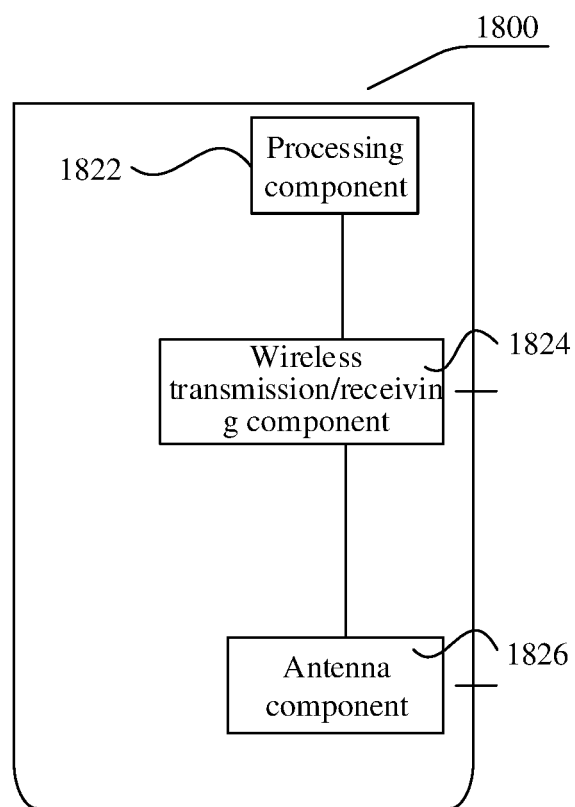 1800
Processing
component
1822
Wireless
transmission/receivin
g component
1824
Antenna
component
1826